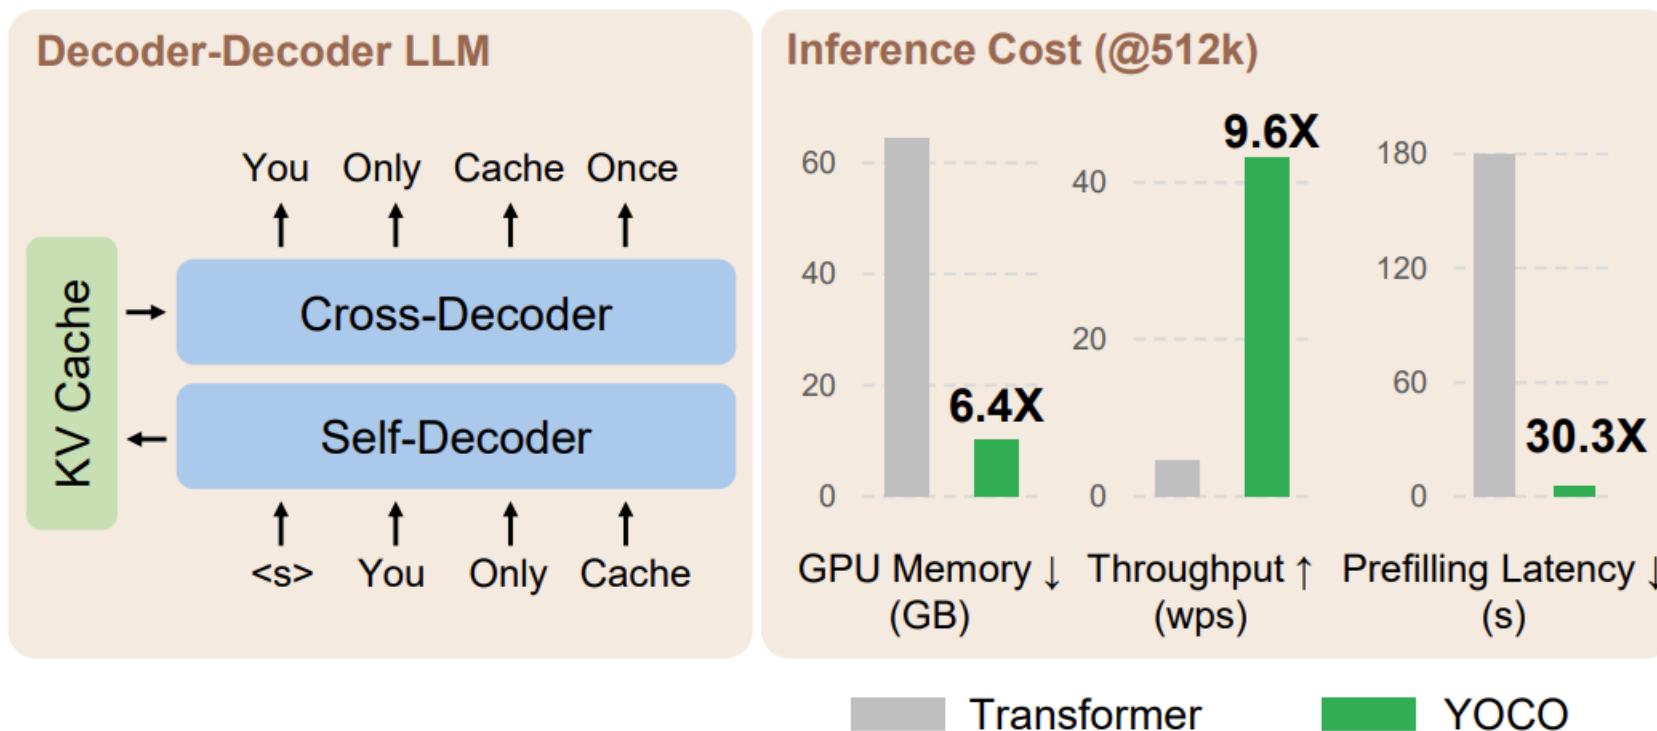 Decoder-Decoder LLM
You Only Cache Once
KV Cache
Cross-Decoder
Self-Decoder
<s> You Only Cache
Inference Cost (@512k)
60
40
20
0
6.4X
GPU Memory ↓
(GB)
40
20
0
9.6X
Throughput ↑
(wps)
180
120
60
0
30.3X
Prefilling Latency ↓
(s)
Transformer
YOCO